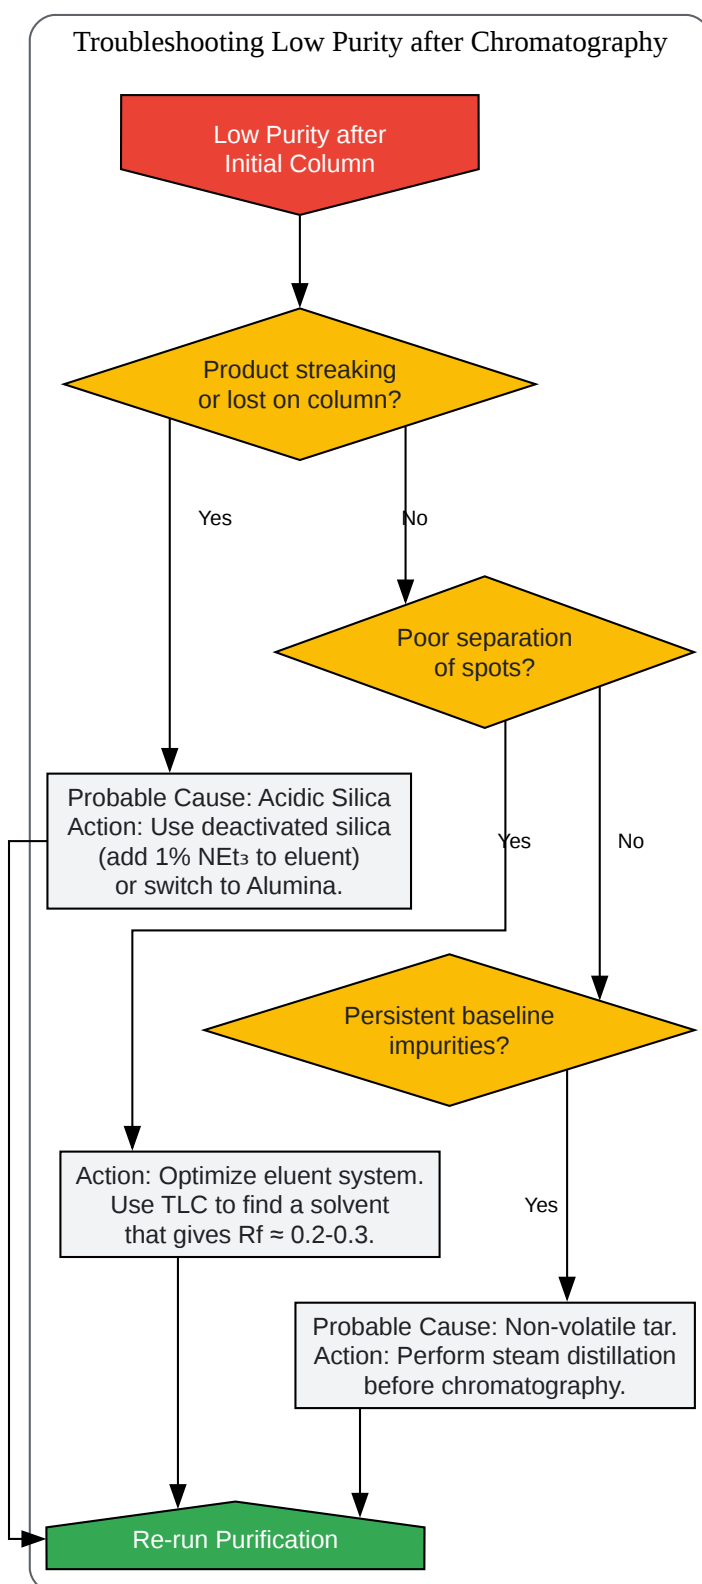 Troubleshooting Low Purity after Chromatography
Low Purity after
Initial Column
Product streaking
or lost on column?
Yes
No
Poor separation
of spots?
Probable Cause: Acidic Silica
Action: Use deactivated silica
(add 1% NEt₃ to eluent)
or switch to Alumina.
Yes
No
Persistent baseline
impurities?
Action: Optimize eluent system.
Use TLC to find a solvent
that gives Rf ≈ 0.2-0.3.
Yes
Probable Cause: Non-volatile tar.
Action: Perform steam distillation
before chromatography.
Re-run Purification